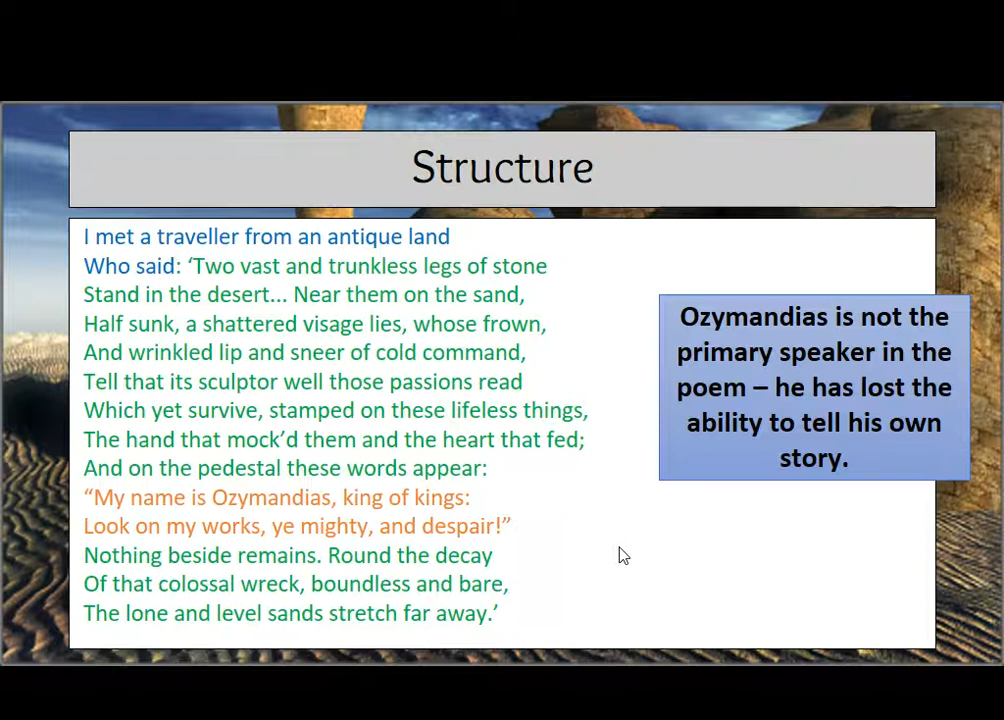 Structure
I met a traveller from an antique land
Who said: ‘Two vast and trunkless legs of stone
Stand in the desert... Near them on the sand,
Half sunk, a shattered visage lies, whose frown,
And wrinkled lip and sneer of cold command,
Tell that its sculptor well those passions read
Which yet survive, stamped on these lifeless things,
The hand that mock’d them and the heart that fed;
And on the pedestal these words appear:
“My name is Ozymandias, king of kings:
Look on my works, ye mighty, and despair!”
Nothing beside remains. Round the decay
Of that colossal wreck, boundless and bare,
The lone and level sands stretch far away.’
Ozymandias is not the
primary speaker in the
poem – he has lost the
ability to tell his own
story.